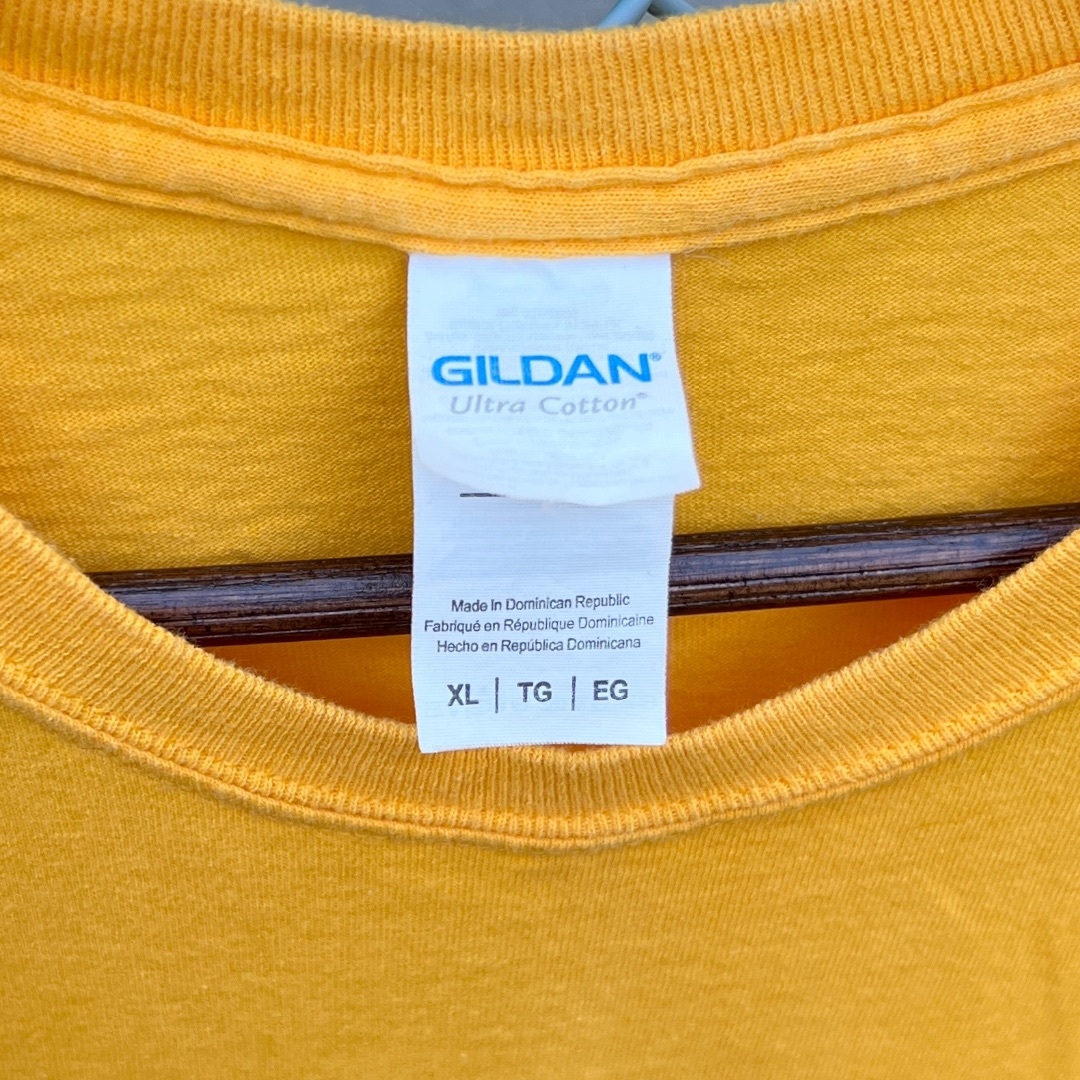 GILDAN®
Ultra Cotton®
Made in Dominican Republic
Fabriqué en République Dominicaine
Hecho en República Dominicana
XL | TG | EG